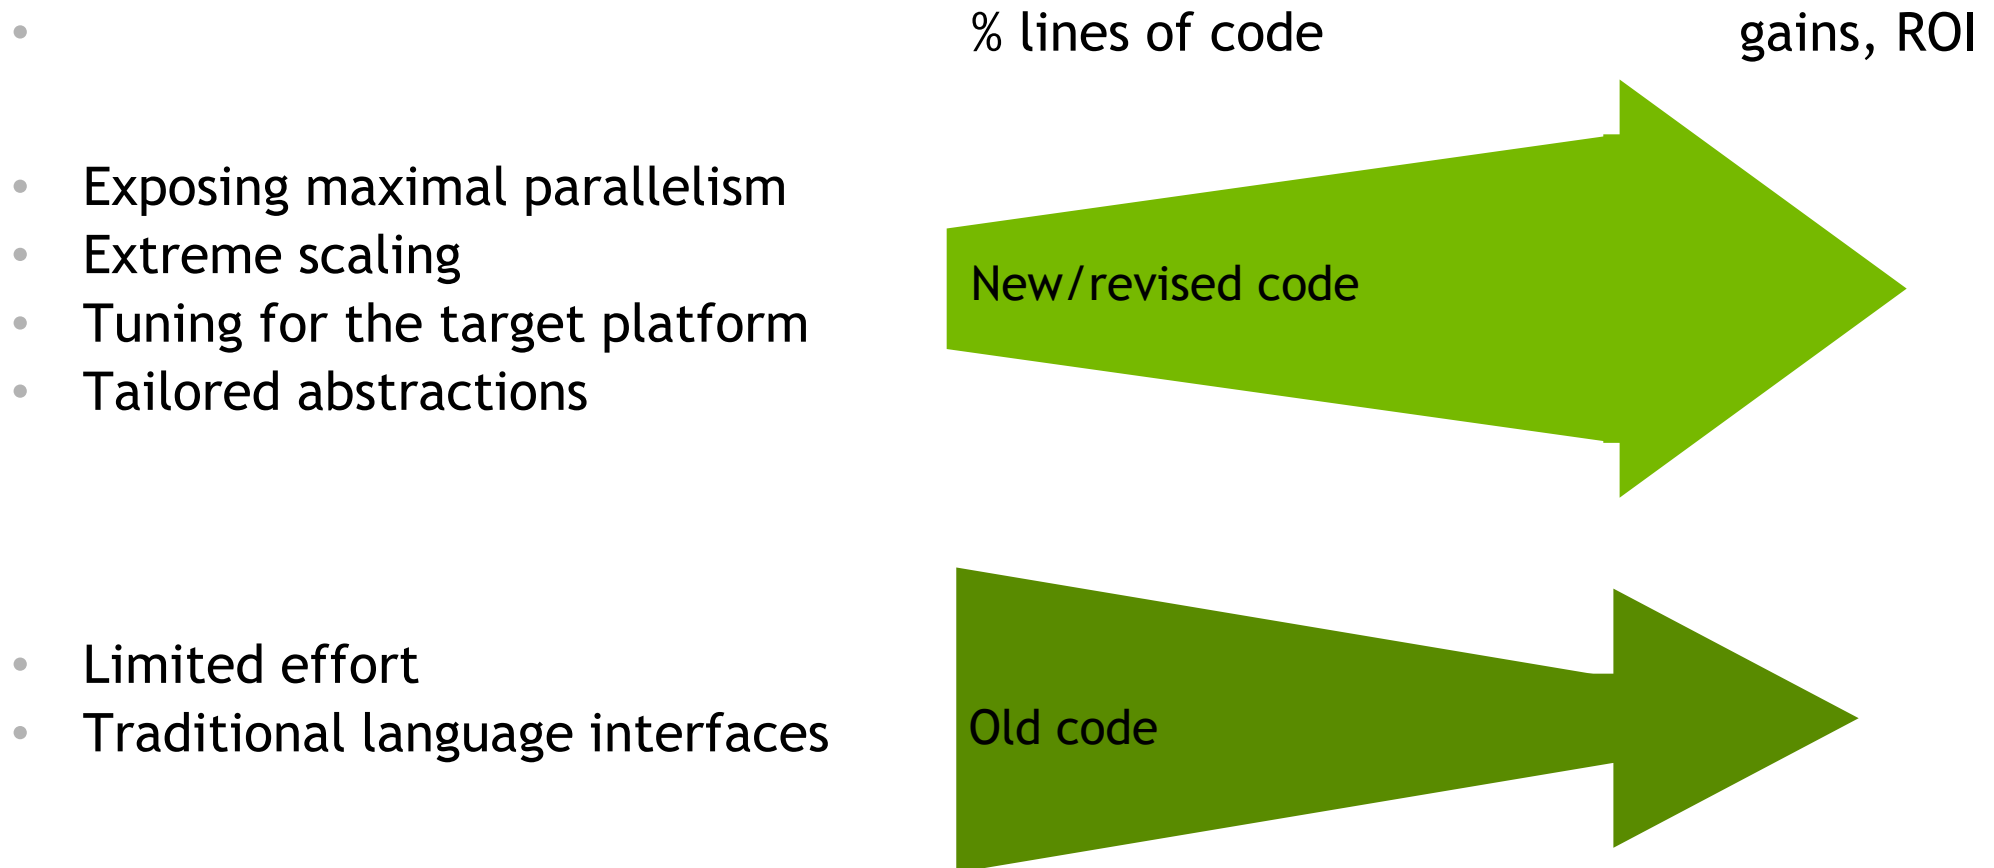 % lines of code gains, ROI
• Exposing maximal parallelism
• Extreme scaling
• Tuning for the target platform
• Tailored abstractions
New/revised code
• Limited effort
• Traditional language interfaces
Old code